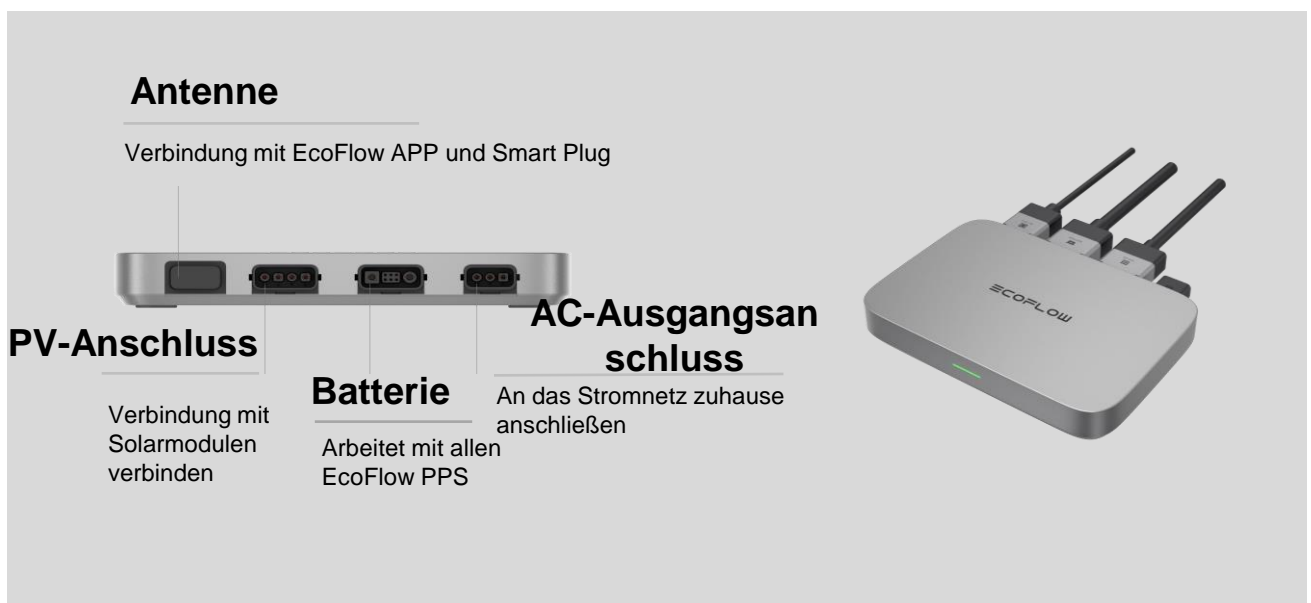 Antenne
Verbindung mit EcoFlow APP und Smart Plug
PV-Anschluss
Verbindung mit
Solarmodulen
verbinden
Batterie
Arbeitet mit allen
EcoFlow PPS
AC-Ausgangsan
schluss
An das Stromnetz zuhause
anschließen
ECOFLOW